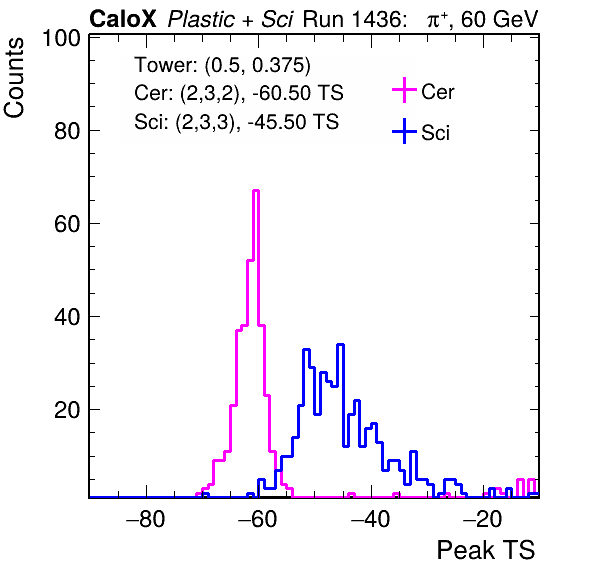 CaloX Plastic + Sci Run 1436: π⁺, 60 GeV
Counts
100
80
60
40
20
Tower: (0.5, 0.375)
Cer: (2,3,2), -60.50 TS
Sci: (2,3,3), -45.50 TS
Cer
Sci
−80 −60 −40 −20
Peak TS